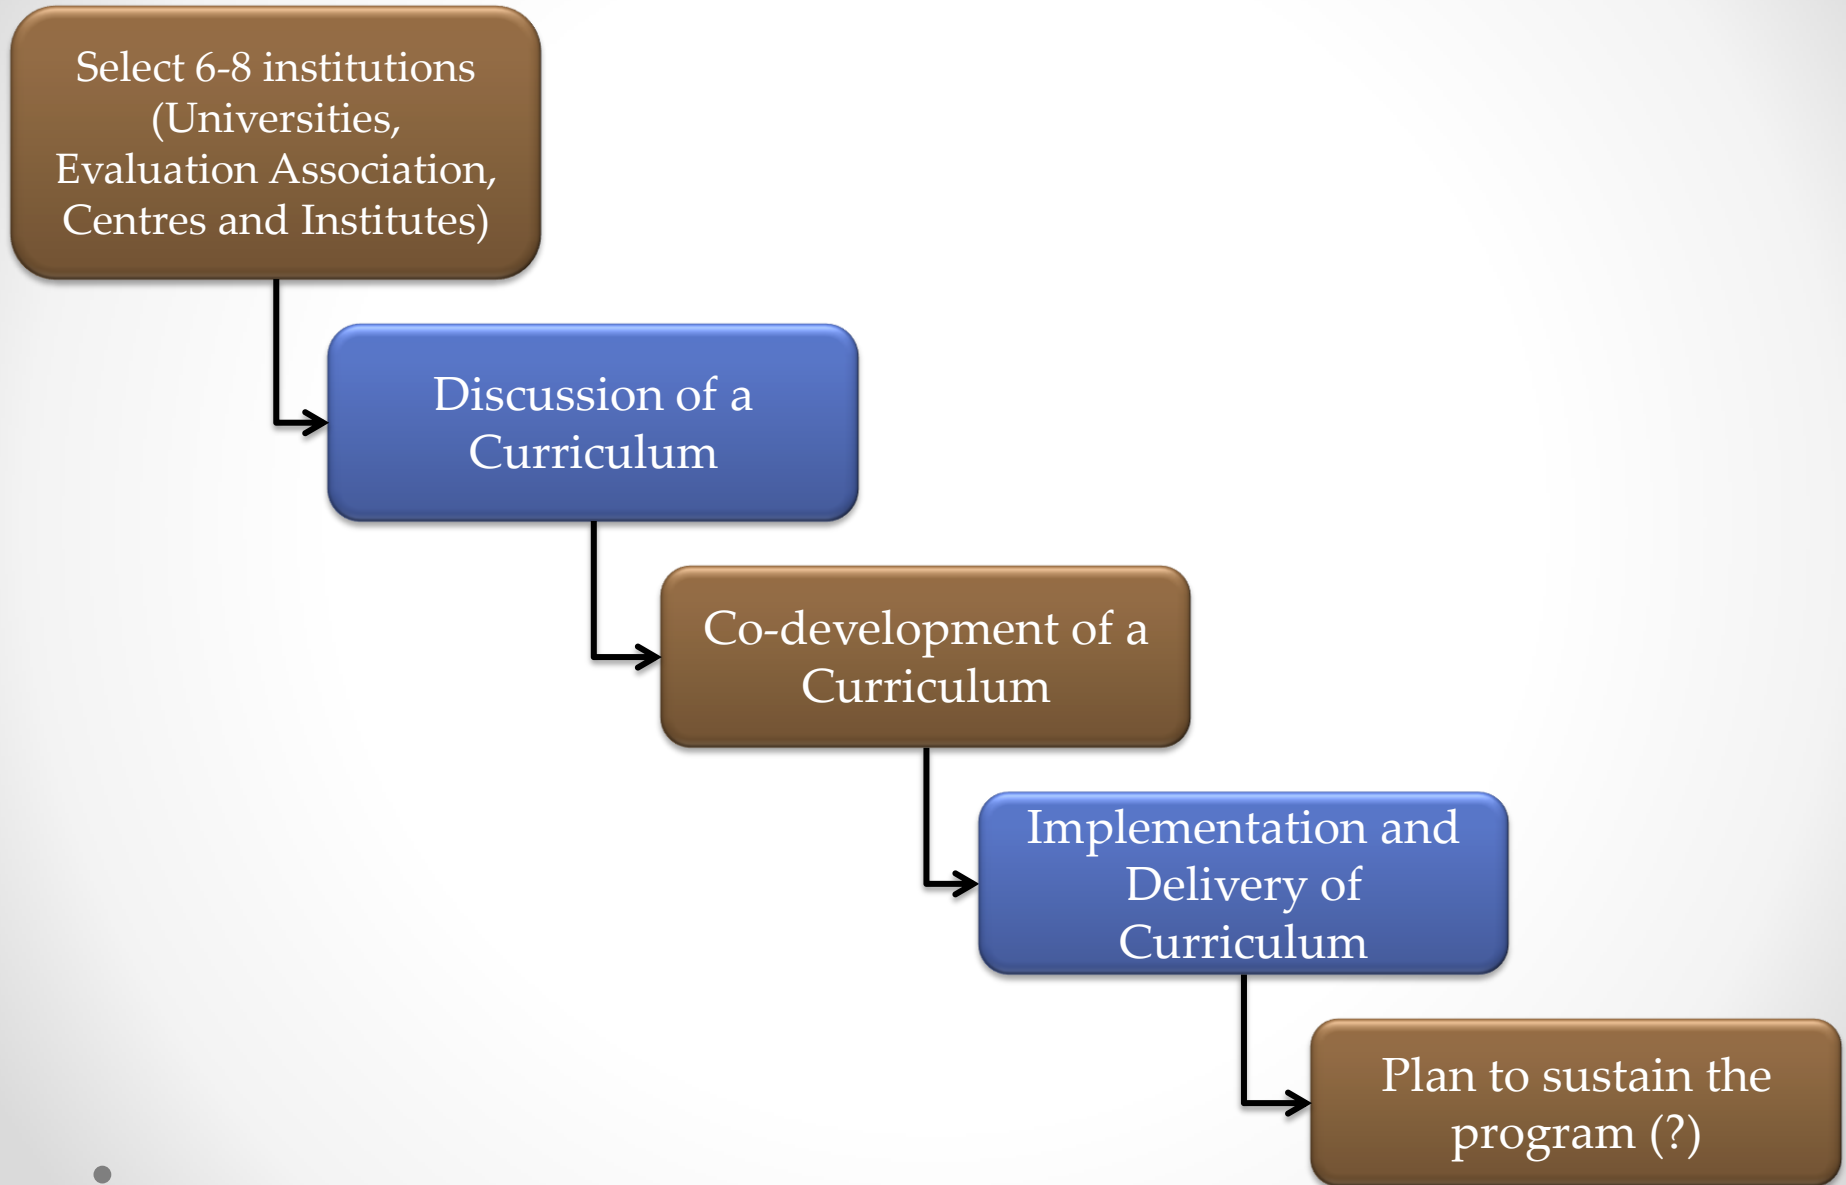 Select 6-8 institutions
(Universities,
Evaluation Association,
Centres and Institutes)
Discussion of a
Curriculum
Co-development of a
Curriculum
Implementation and
Delivery of
Curriculum
Plan to sustain the
program (?)